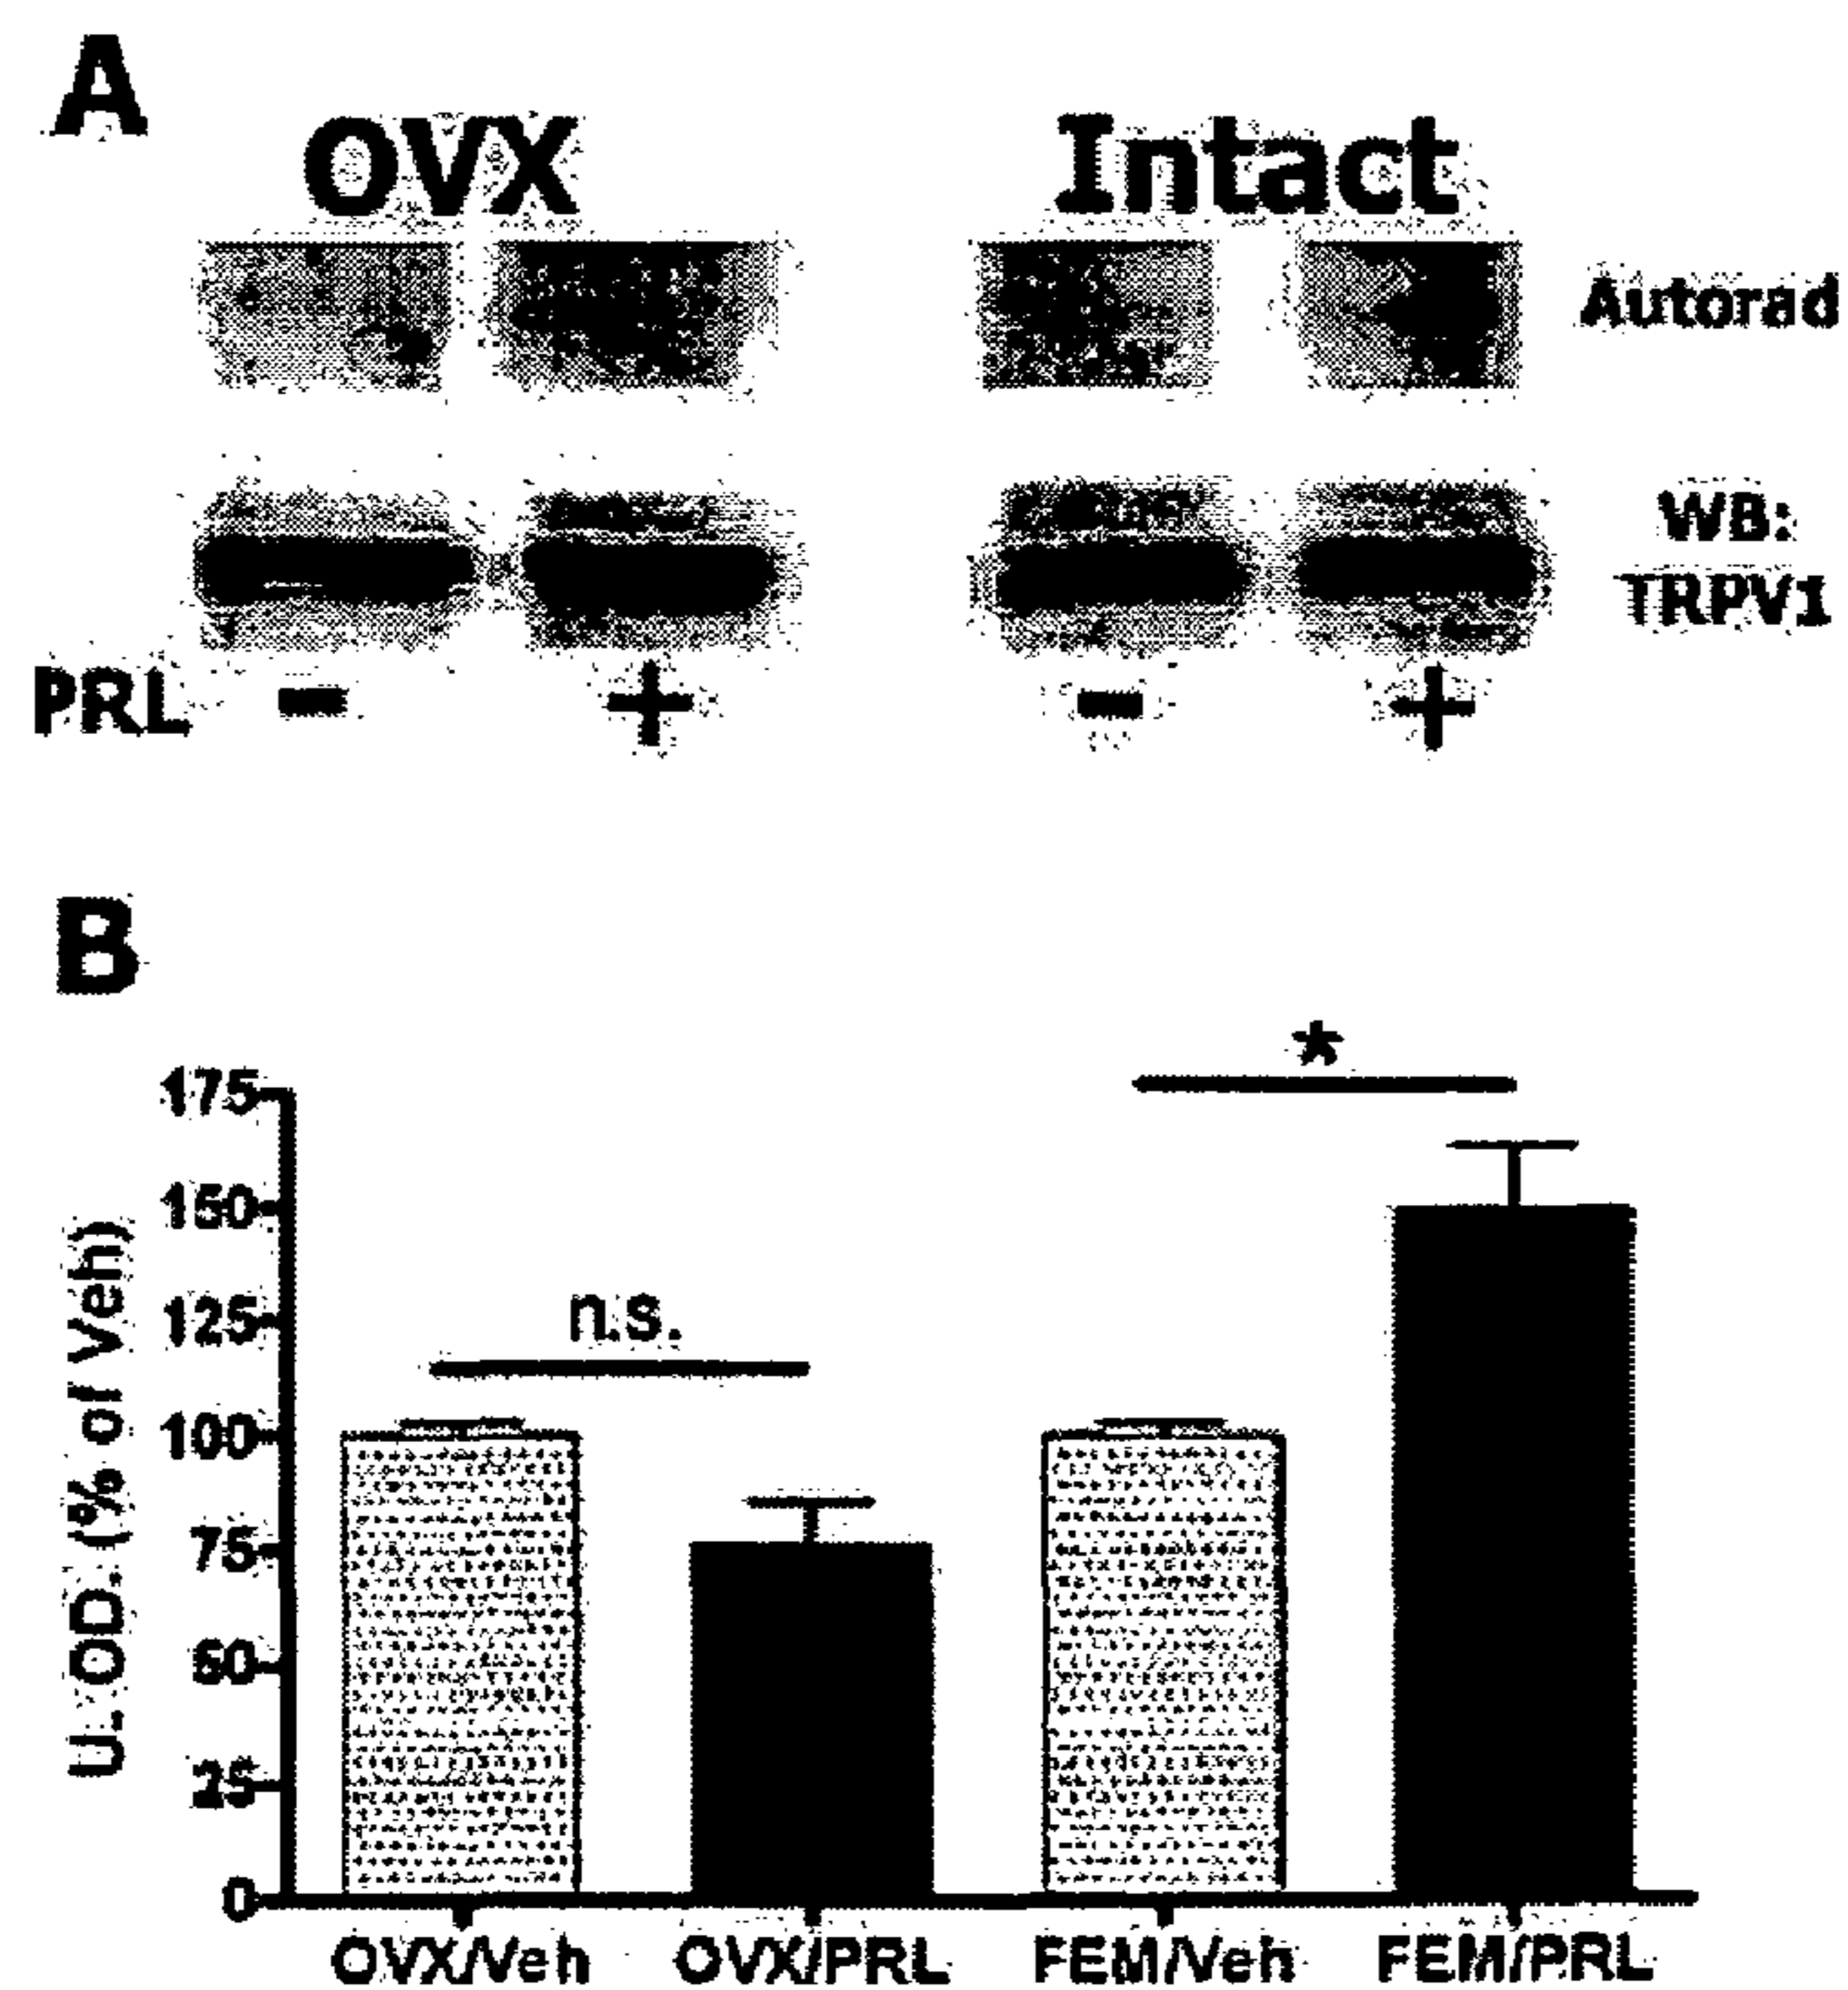 A
OVX Intact
Autorad
WB:
TRPV1
PRL - + - +
B
*
n.s.
U. OD. (% of Veh)
175
150
125
100
75
50
25
0
OVX/Veh OVX/PRL FEM/Veh FEM/PRL